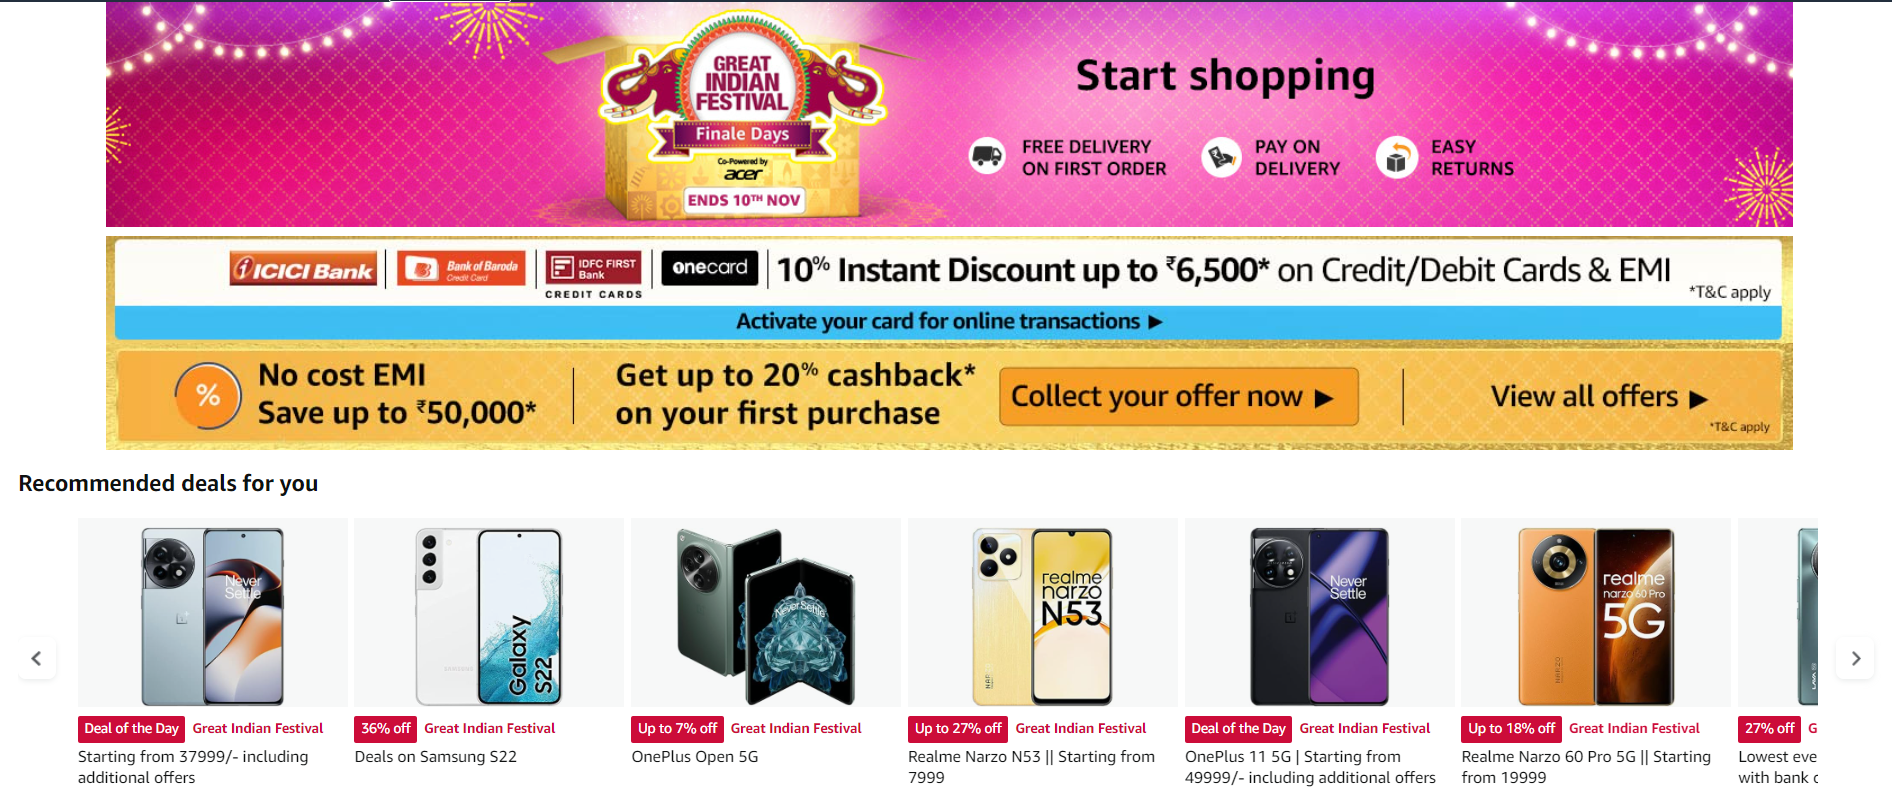 GREAT
INDIAN
FESTIVAL
Finale Days
Co-Powered by
acer
ENDS 10TH NOV
Start shopping
FREE DELIVERY
ON FIRST ORDER
PAY ON
DELIVERY
EASY
RETURNS
ICICI Bank
Bank of Baroda
Credit Card
IDFC FIRST
Bank
CREDIT CARDS
onecard
10% Instant Discount up to ₹6,500* on Credit/Debit Cards & EMI
*T&C apply
Activate your card for online transactions ▶
%
No cost EMI
Save up to ₹50,000*
Get up to 20% cashback*
on your first purchase
Collect your offer now ▶
View all offers ▶
*T&C apply
Recommended deals for you
Never
Settle
SAMSUNG
Galaxy
S22
Never Settle
realme
narzo
N53
Never
Settle
NARZO
realme
narzo 60 Pro
5G
LAVA
Deal of the Day Great Indian Festival
Starting from 37999/- including
additional offers
36% off Great Indian Festival
Deals on Samsung S22
Up to 7% off Great Indian Festival
OnePlus Open 5G
Up to 27% off Great Indian Festival
Realme Narzo N53 || Starting from
7999
Deal of the Day Great Indian Festival
OnePlus 11 5G | Starting from
49999/- including additional offers
Up to 18% off Great Indian Festival
Realme Narzo 60 Pro 5G || Starting
from 19999
27% off G
Lowest eve
with bank